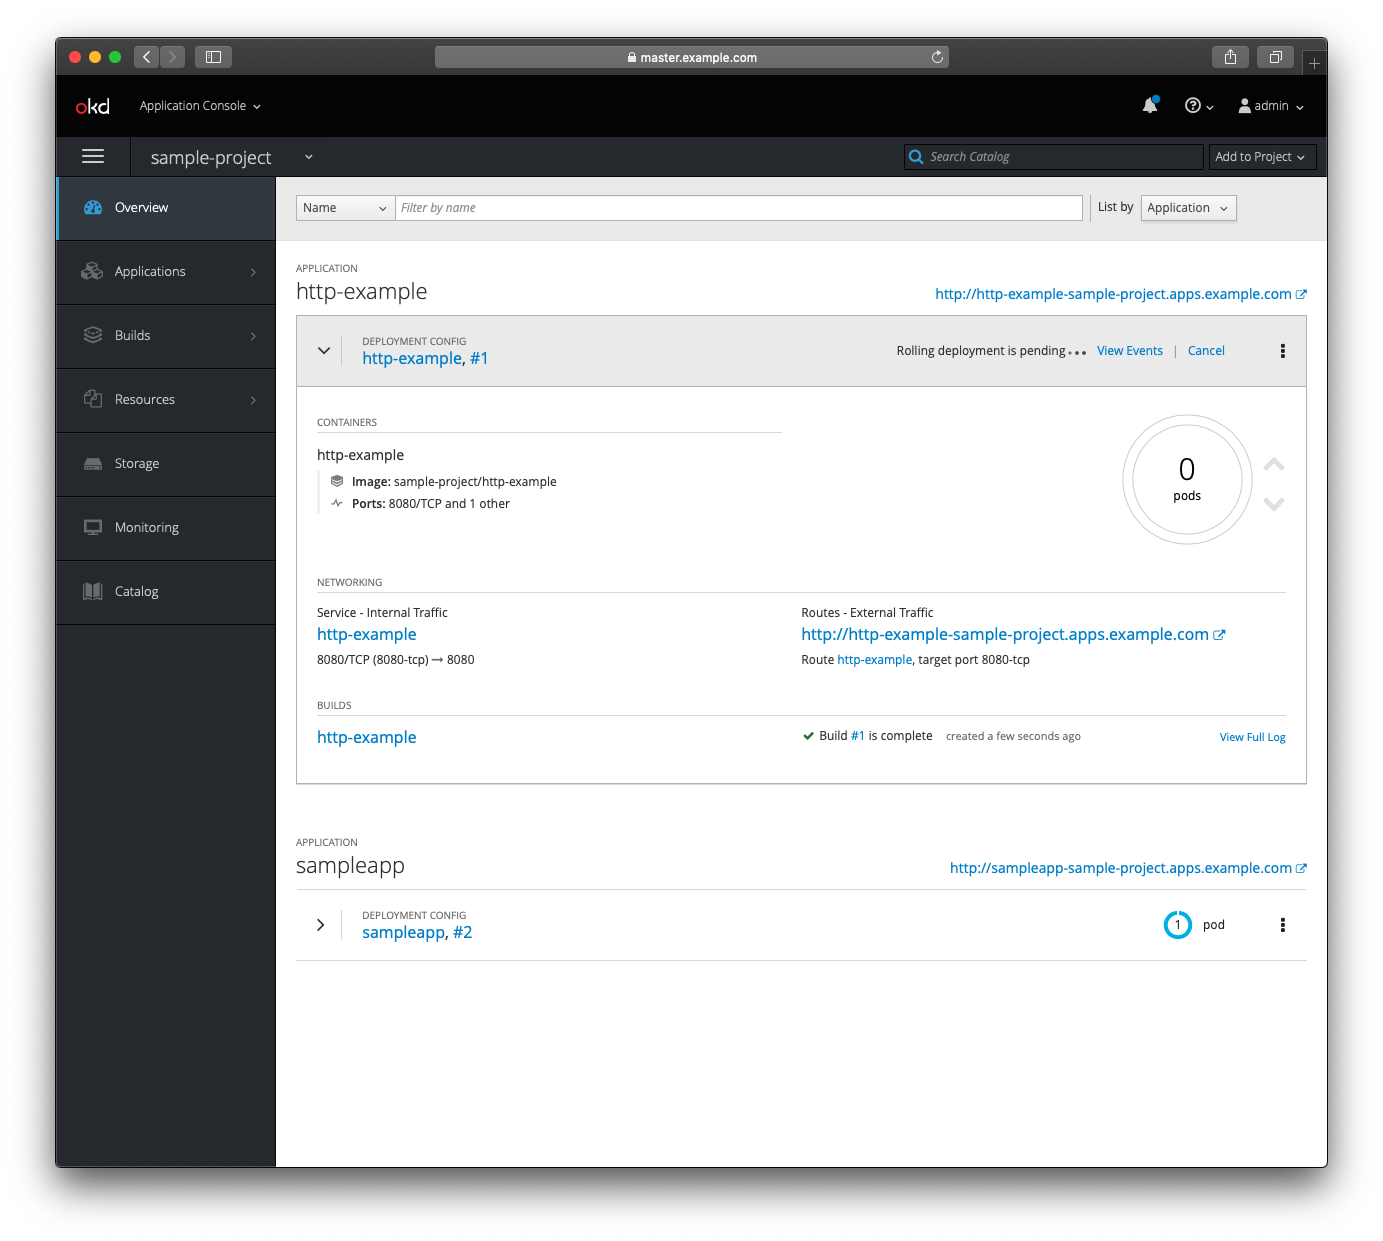 master.example.com
okd Application Console admin
sample-project Search Catalog Add to Project
Overview
Applications
Builds
Resources
Storage
Monitoring
Catalog
Name Filter by name List by Application
APPLICATION
http-example http://http-example-sample-project.apps.example.com
DEPLOYMENT CONFIG
http-example, #1 Rolling deployment is pending View Events | Cancel
CONTAINERS
http-example
Image: sample-project/http-example
Ports: 8080/TCP and 1 other
0
pods
NETWORKING
Service - Internal Traffic
http-example
8080/TCP (8080-tcp) → 8080
Routes - External Traffic
http://http-example-sample-project.apps.example.com
Route http-example, target port 8080-tcp
BUILDS
http-example Build #1 is complete created a few seconds ago View Full Log
APPLICATION
sampleapp http://sampleapp-sample-project.apps.example.com
DEPLOYMENT CONFIG
sampleapp, #2 1 pod